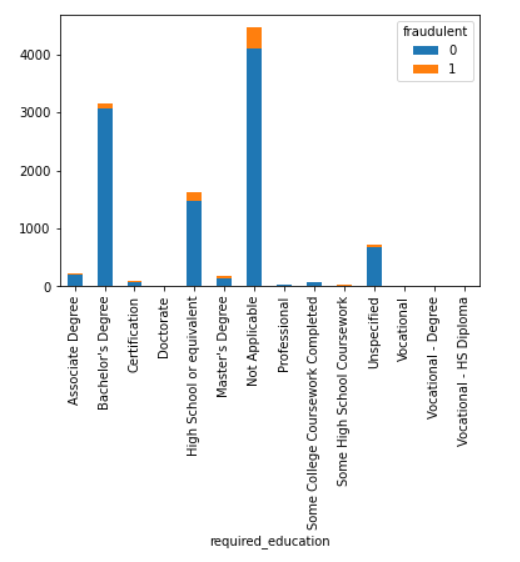 fraudulent
0
1
4000
3000
2000
1000
0
Associate Degree
Bachelor's Degree
Certification
Doctorate
High School or equivalent
Master's Degree
Not Applicable
Professional
Some College Coursework Completed
Some High School Coursework
Unspecified
Vocational
Vocational - Degree
Vocational - HS Diploma
required_education